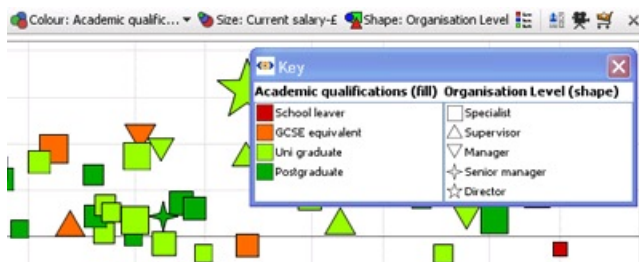 Colour: Academic qualific... Size: Current salary-£ Shape: Organisation Level
Key
Academic qualifications (fill) Organisation Level (shape)
School leaver Specialist
GCSE equivalent Supervisor
Uni graduate Manager
Postgraduate Senior manager
Director